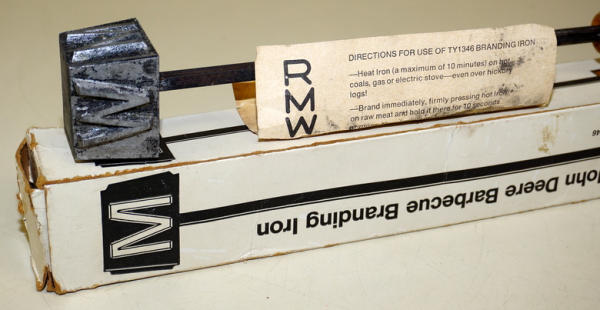 DIRECTIONS FOR USE OF TY1346 BRANDING IRON
—Heat Iron (a maximum of 10 minutes) on hot
coals, gas or electric stove—even over hickory
logs!
—Brand immediately, firmly pressing hot iron
on raw meat and hold it there for 10 seconds
R
M
W
John Deere Barbecue Branding Iron
M
46